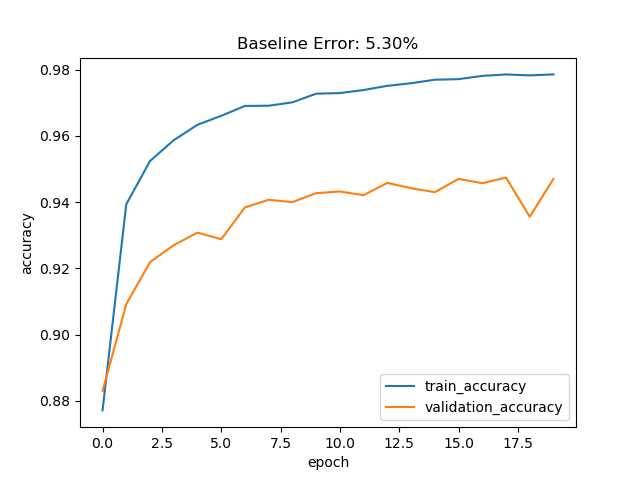 Baseline Error: 5.30%
accuracy
0.98
0.96
0.94
0.92
0.90
0.88
train_accuracy
validation_accuracy
0.0 2.5 5.0 7.5 10.0 12.5 15.0 17.5
epoch